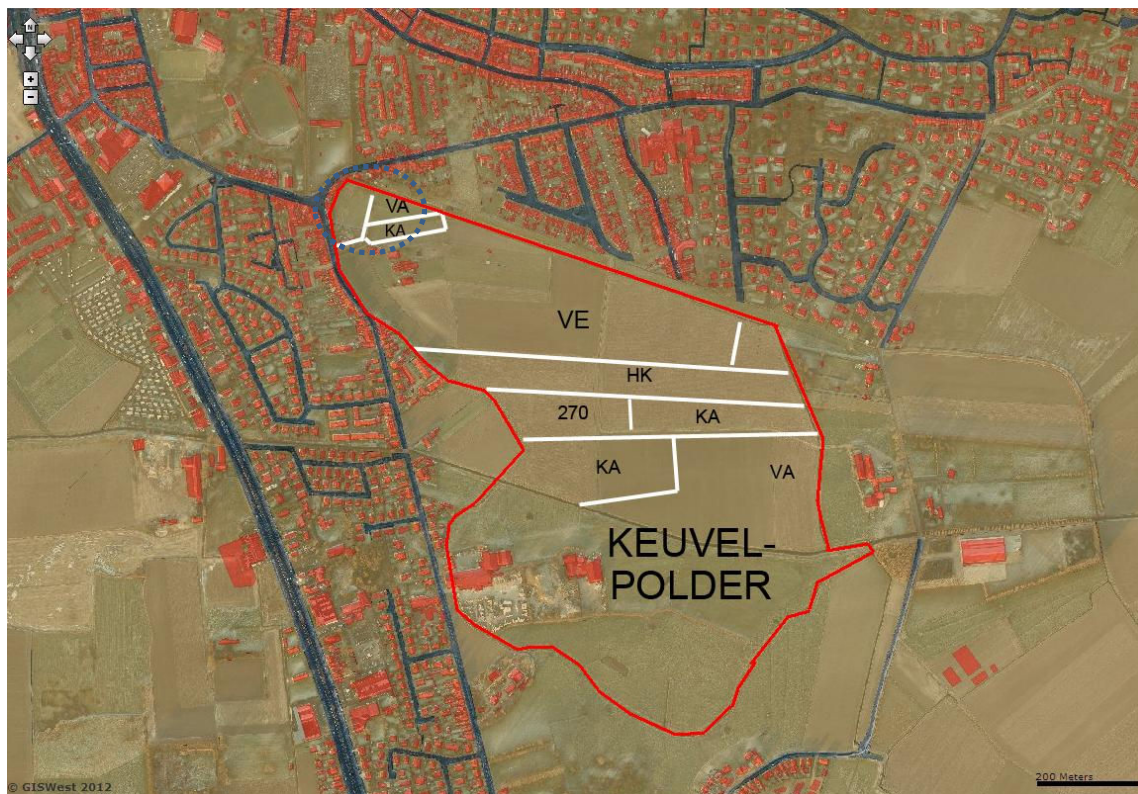 N
+
−
VA
KA
VE
HK
270
KA
KA
VA
KEUVEL-
POLDER
© GISWest 2012
200 Meters